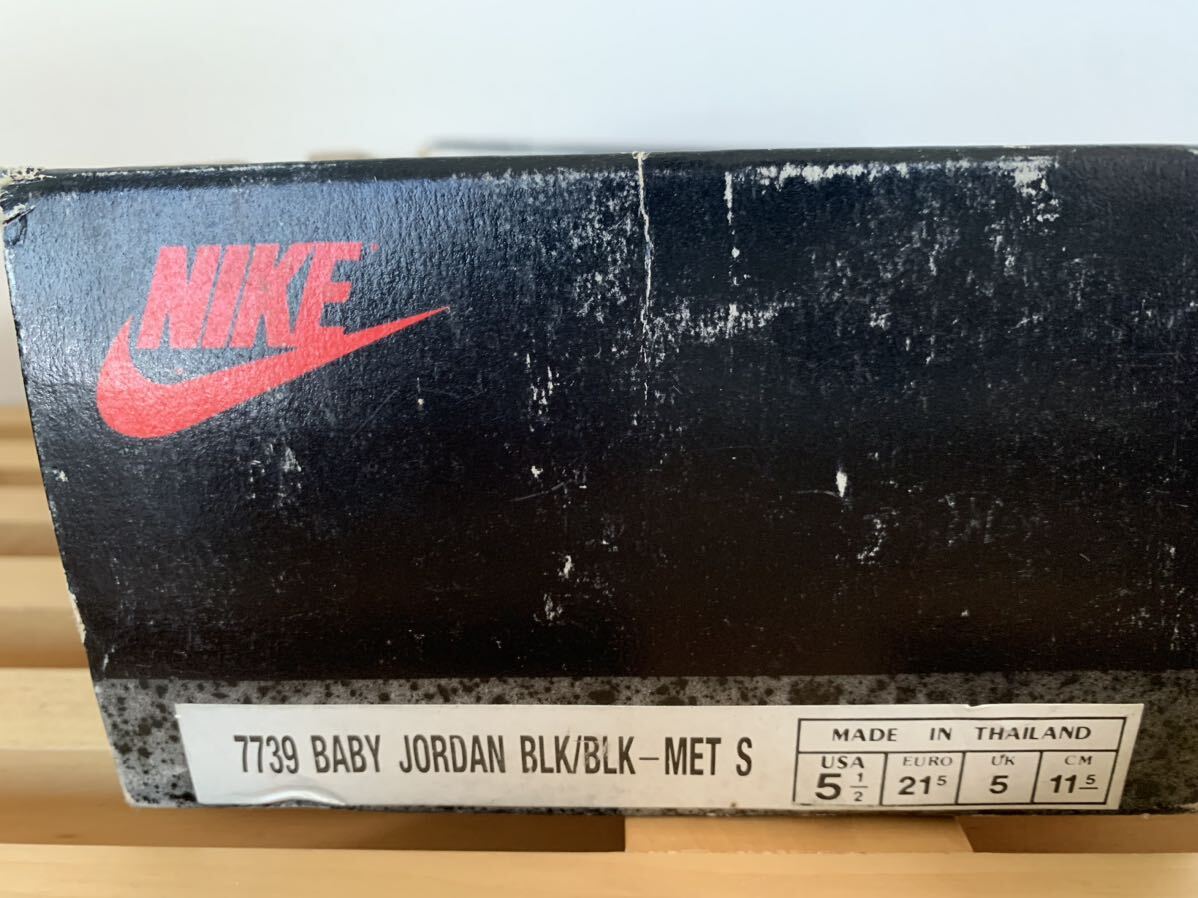 NIKE
7739 BABY JORDAN BLK/BLK-MET S
MADE IN THAILAND
USA EURO UK CM
5 1/2 21 5 5 11 5